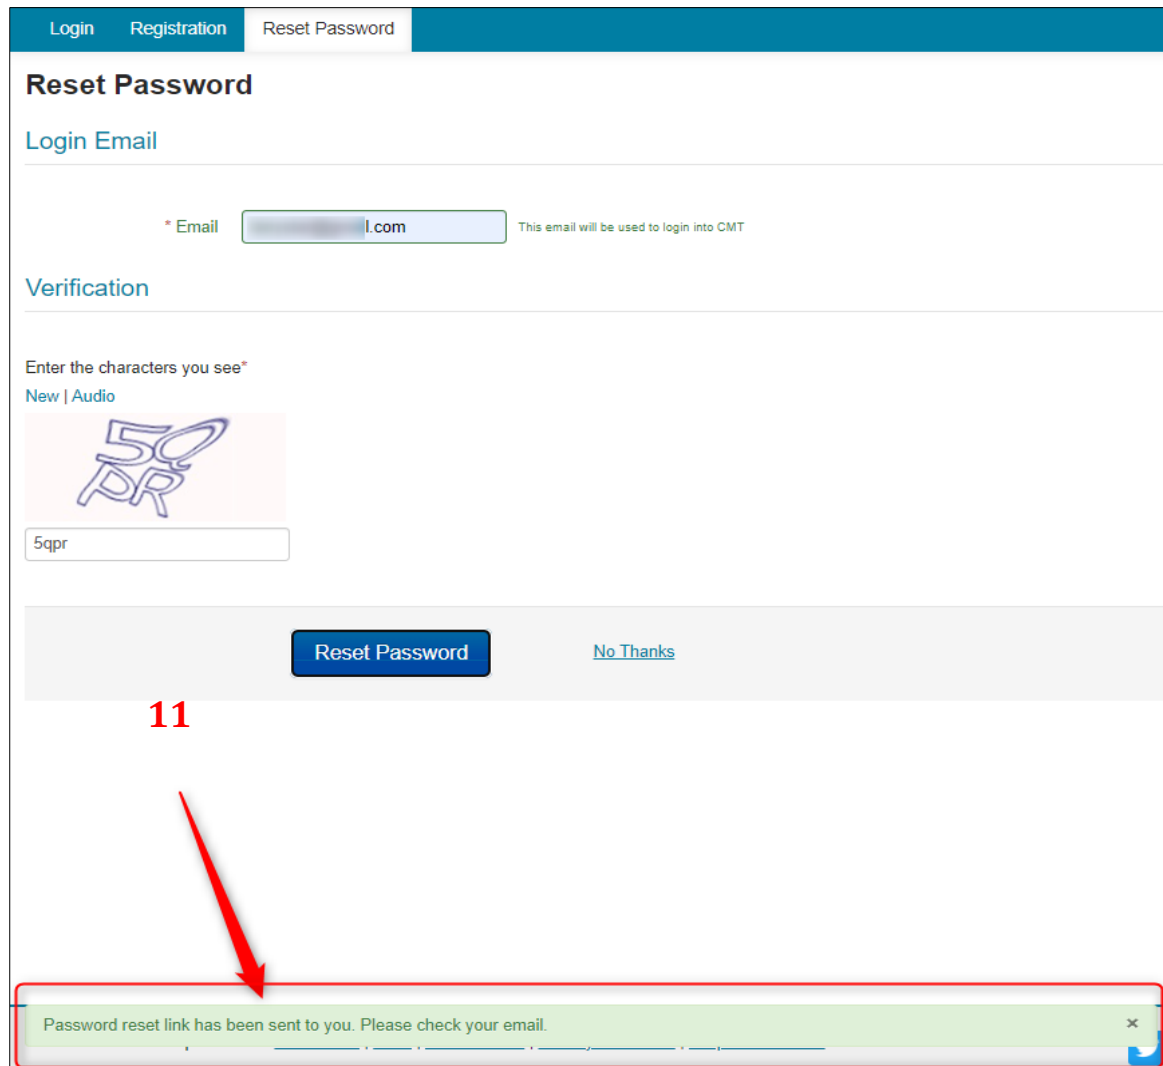 Login Registration Reset Password
Reset Password
Login Email
* Email l.com This email will be used to login into CMT
Verification
Enter the characters you see*
New | Audio
5Q
PR
5qpr
Reset Password No Thanks
11
Password reset link has been sent to you. Please check your email. ×